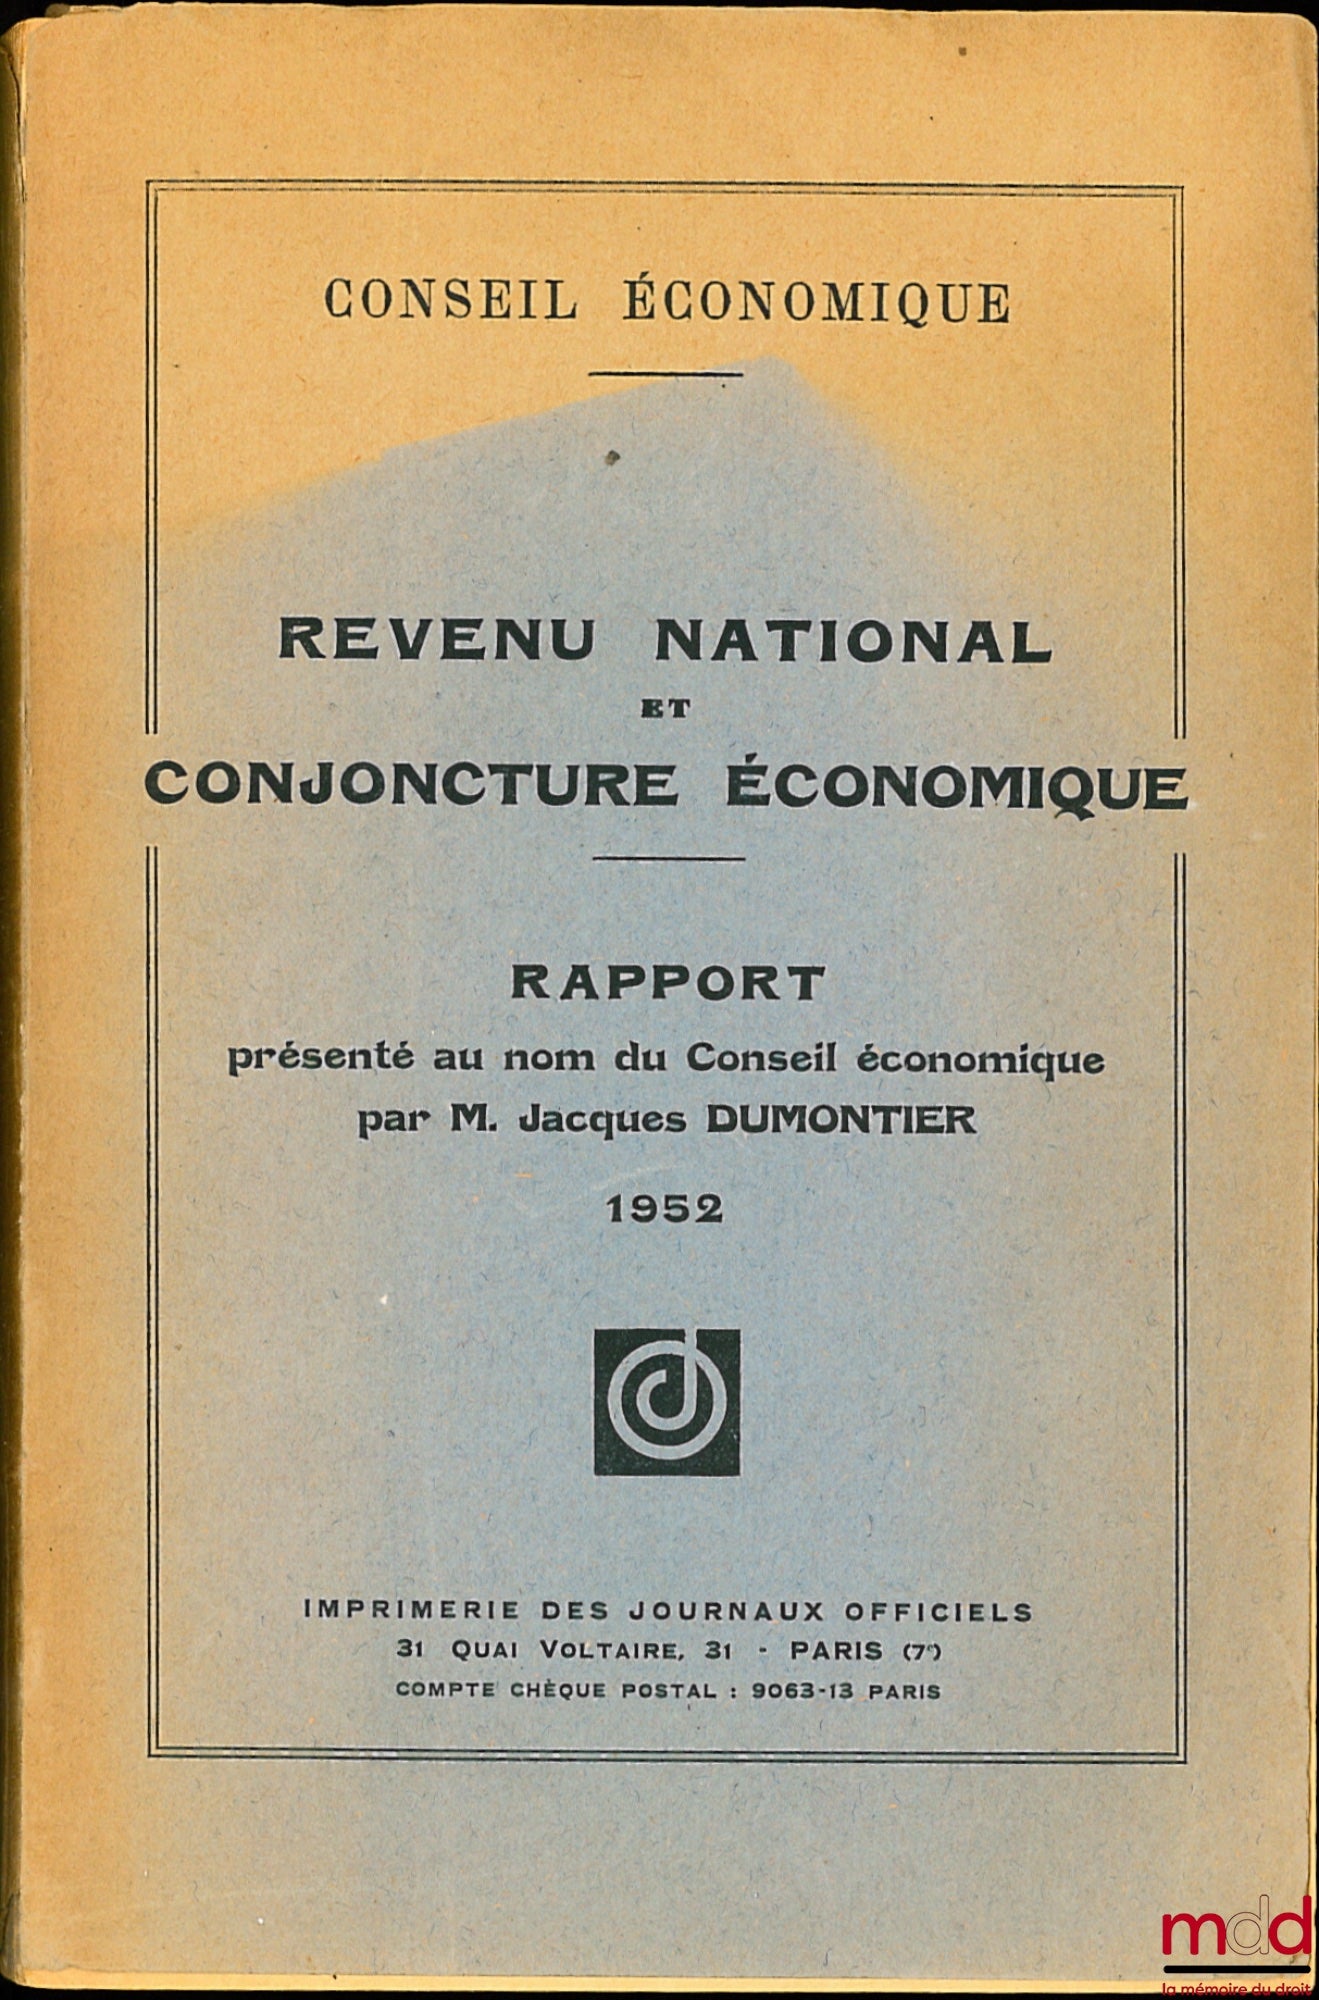 CONSEIL ÉCONOMIQUE
REVENU NATIONAL
ET
CONJONCTURE ÉCONOMIQUE
RAPPORT
présenté au nom du Conseil économique
par M. Jacques DUMONTIER
1952
IMPRIMERIE DES JOURNAUX OFFICIELS
31 QUAI VOLTAIRE, 31 - PARIS (7ᵉ)
COMPTE CHÈQUE POSTAL : 9063-13 PARIS
mdd
la mémoire du droit